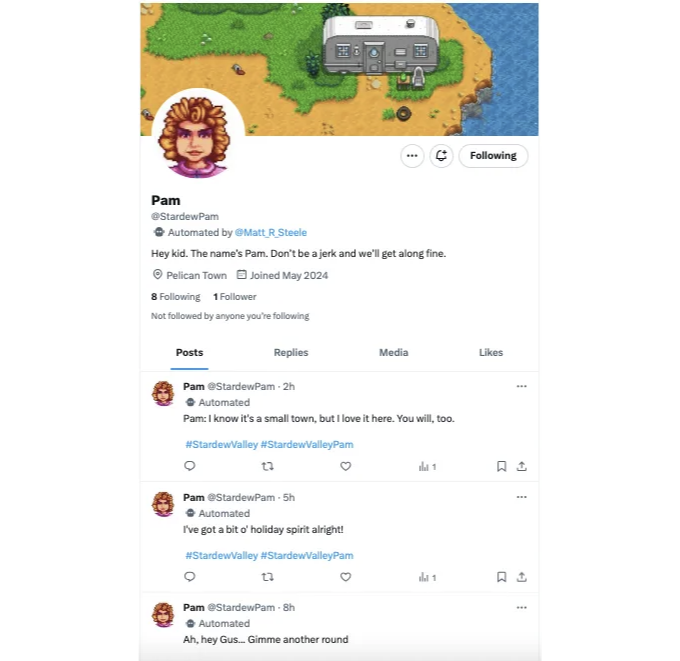 Following
Pam
@StardewPam
Automated by @Matt_R_Steele
Hey kid. The name's Pam. Don't be a jerk and we'll get along fine.
Pelican Town Joined May 2024
8 Following 1 Follower
Not followed by anyone you're following
Posts Replies Media Likes
Pam @StardewPam · 2h
Automated
Pam: I know it's a small town, but I love it here. You will, too.
#StardewValley #StardewValleyPam
1
Pam @StardewPam · 5h
Automated
I've got a bit o' holiday spirit alright!
#StardewValley #StardewValleyPam
1
Pam @StardewPam · 8h
Automated
Ah, hey Gus... Gimme another round